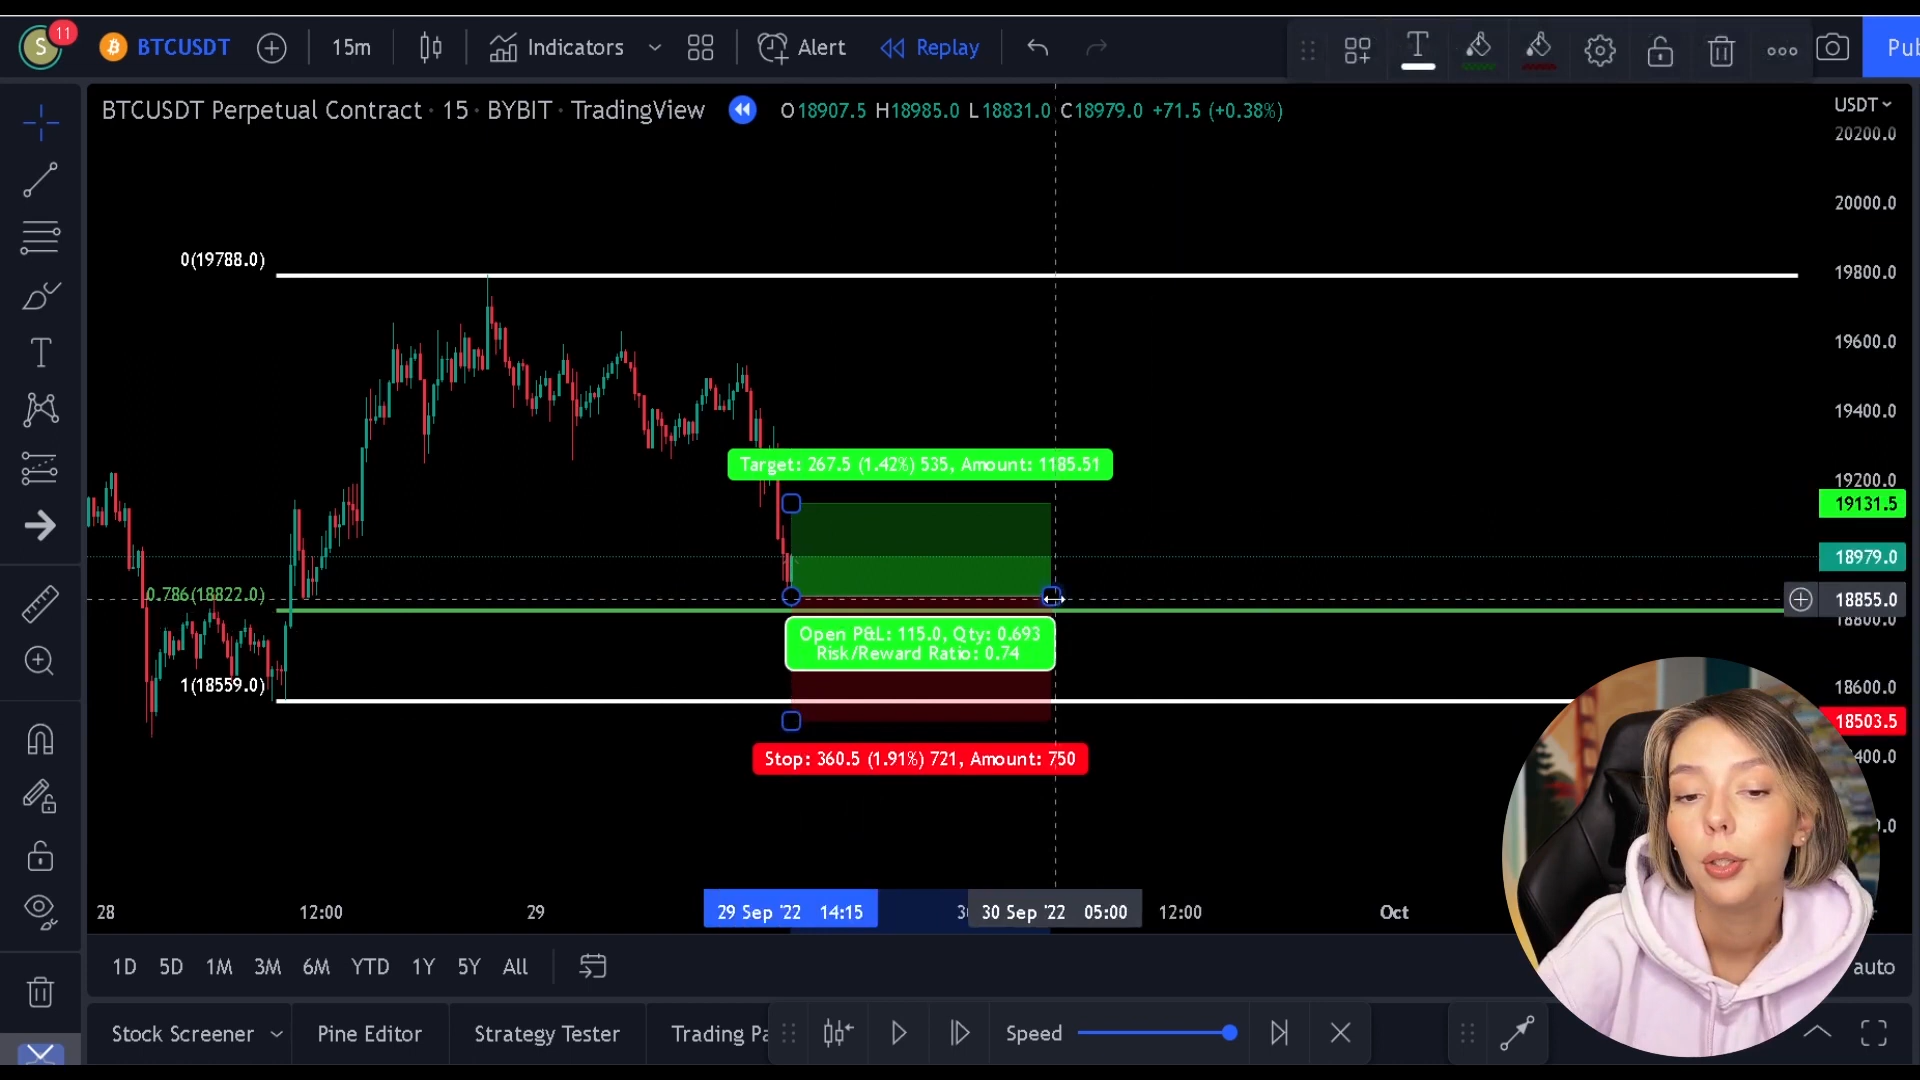 S 11 BTCUSDT 15m Indicators Alert Replay T Pub
BTCUSDT Perpetual Contract · 15 · BYBIT · TradingView O18907.5 H18985.0 L18831.0 C18979.0 +71.5 (+0.38%)
USDT
20200.0
20000.0
0(19788.0)
19800.0
19600.0
19400.0
Target: 267.5 (1.42%) 535, Amount: 1185.51
19200.0
19131.5
18979.0
0.786(18822.0)
18855.0
18800.0
Open P&L: 115.0, Qty: 0.693
Risk/Reward Ratio: 0.74
1(18559.0)
18600.0
18503.5
Stop: 360.5 (1.91%) 721, Amount: 750
28 12:00 29 29 Sep '22 14:15 30 Sep '22 05:00 12:00 Oct
1D 5D 1M 3M 6M YTD 1Y 5Y All auto
Stock Screener Pine Editor Strategy Tester Trading Pa Speed